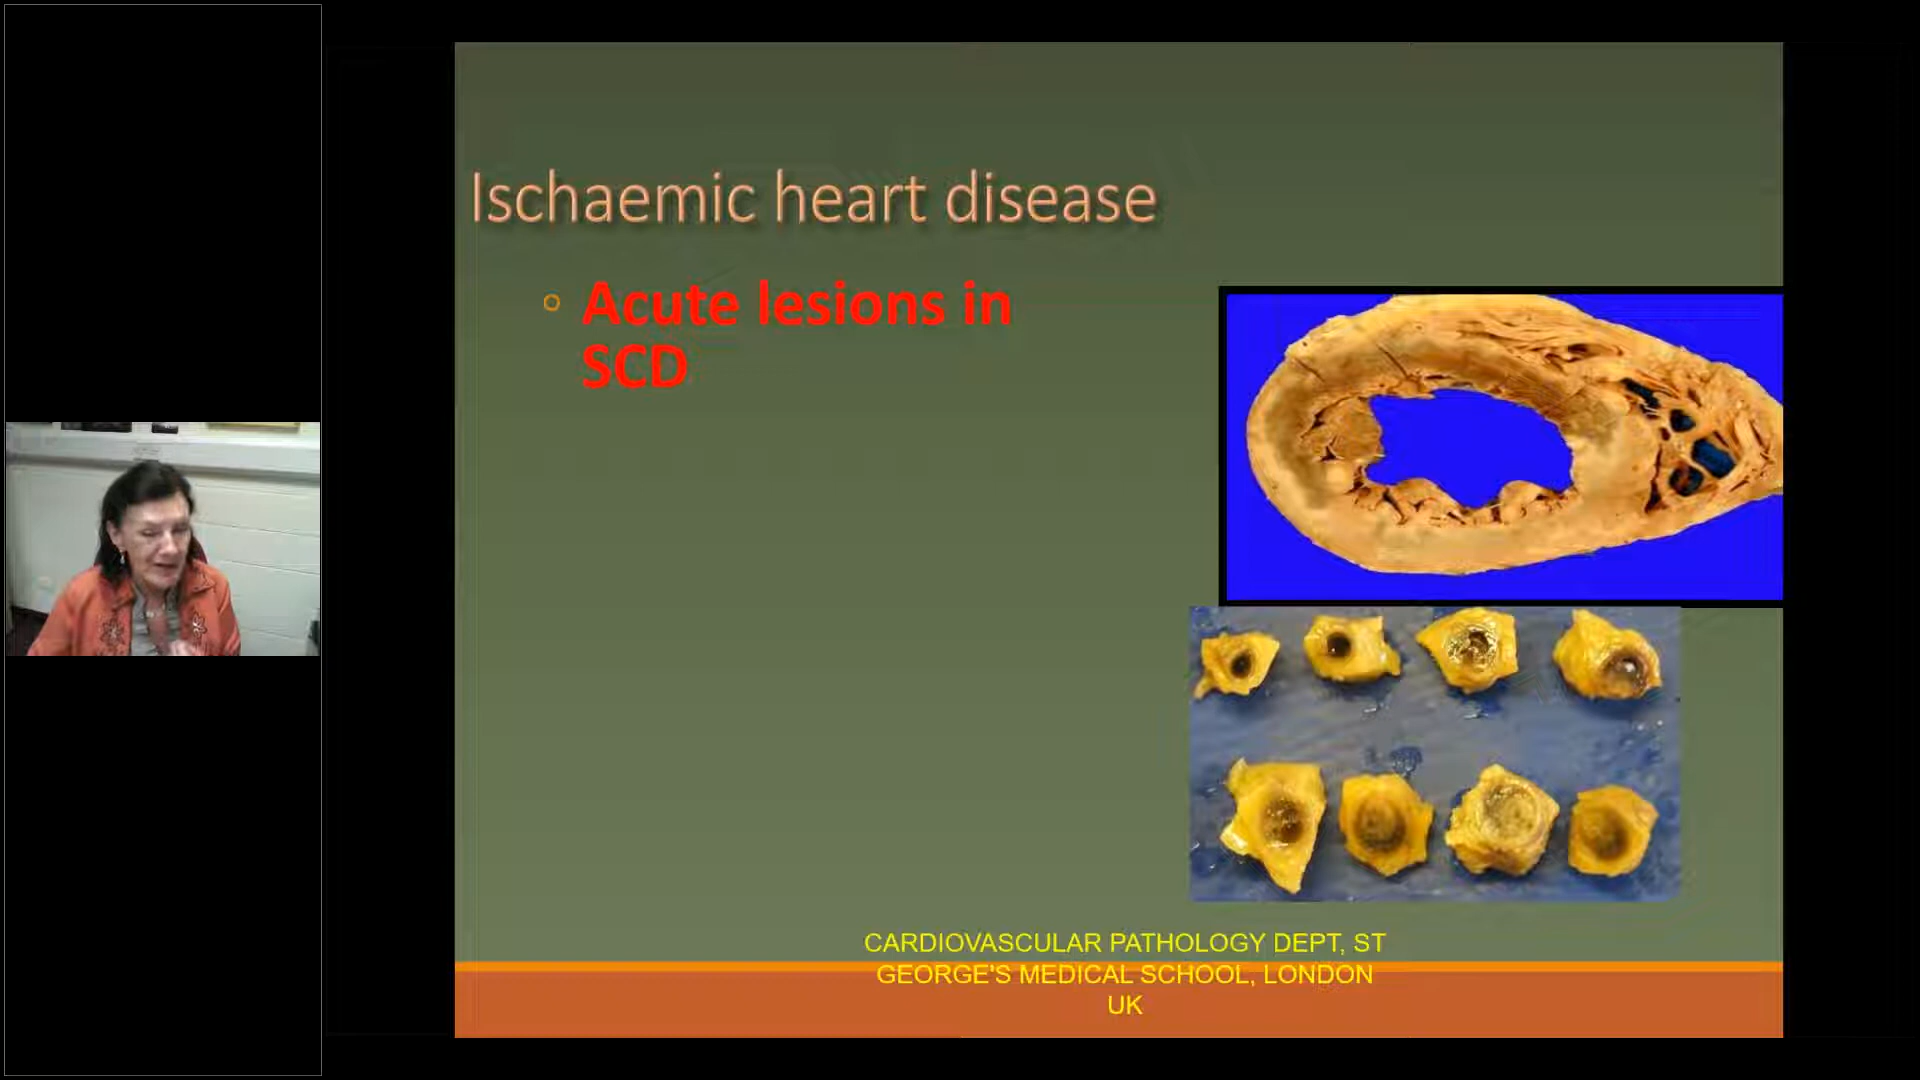 Ischaemic heart disease
Acute lesions in
SCD
CARDIOVASCULAR PATHOLOGY DEPT, ST
GEORGE'S MEDICAL SCHOOL, LONDON
UK